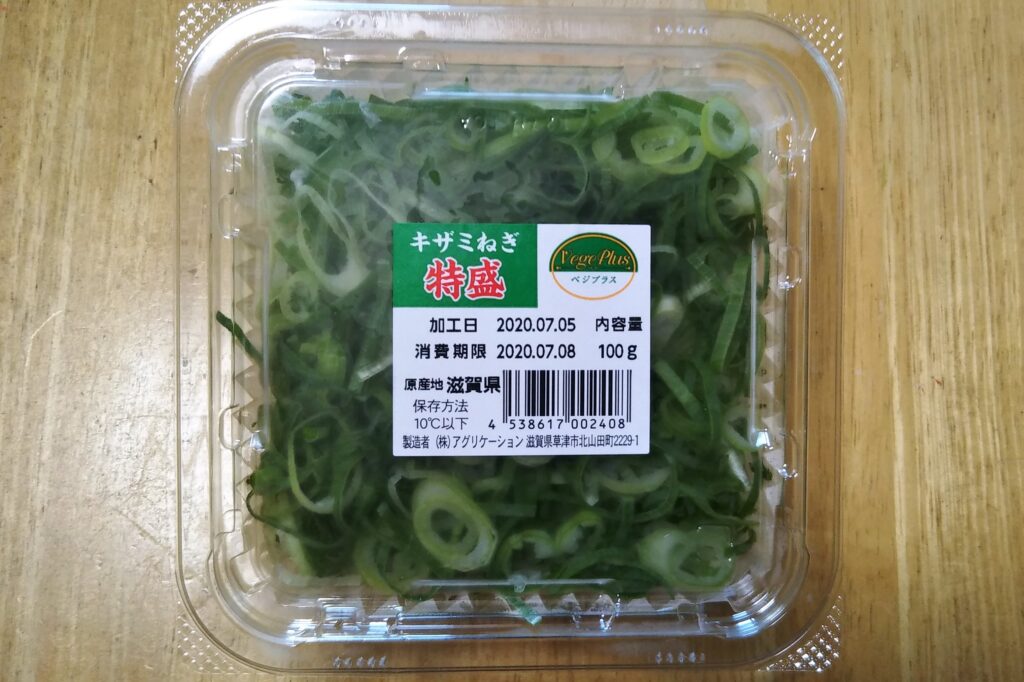 キザミねぎ
特盛
Vege Plus
ベジプラス
加工日 2020.07.05 内容量
消費期限 2020.07.08 100g
原産地 滋賀県
保存方法
10℃以下
4 538617 002408
製造者 (株)アグリケーション 滋賀県草津市北山田町2229-1